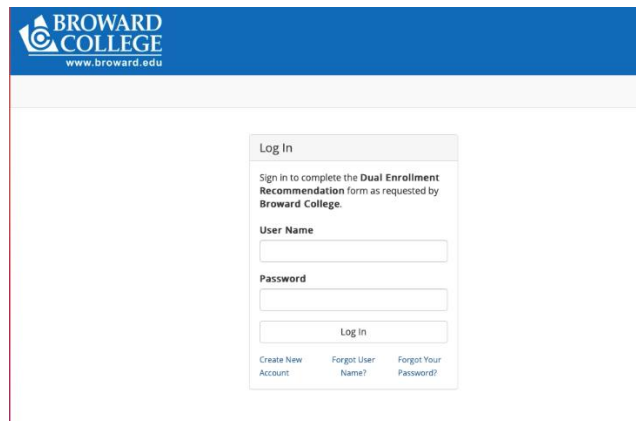 BROWARD
COLLEGE
www.broward.edu
Log In
Sign in to complete the Dual Enrollment
Recommendation form as requested by
Broward College.
User Name
Password
Log In
Create New Account
Forgot User Name?
Forgot Your Password?